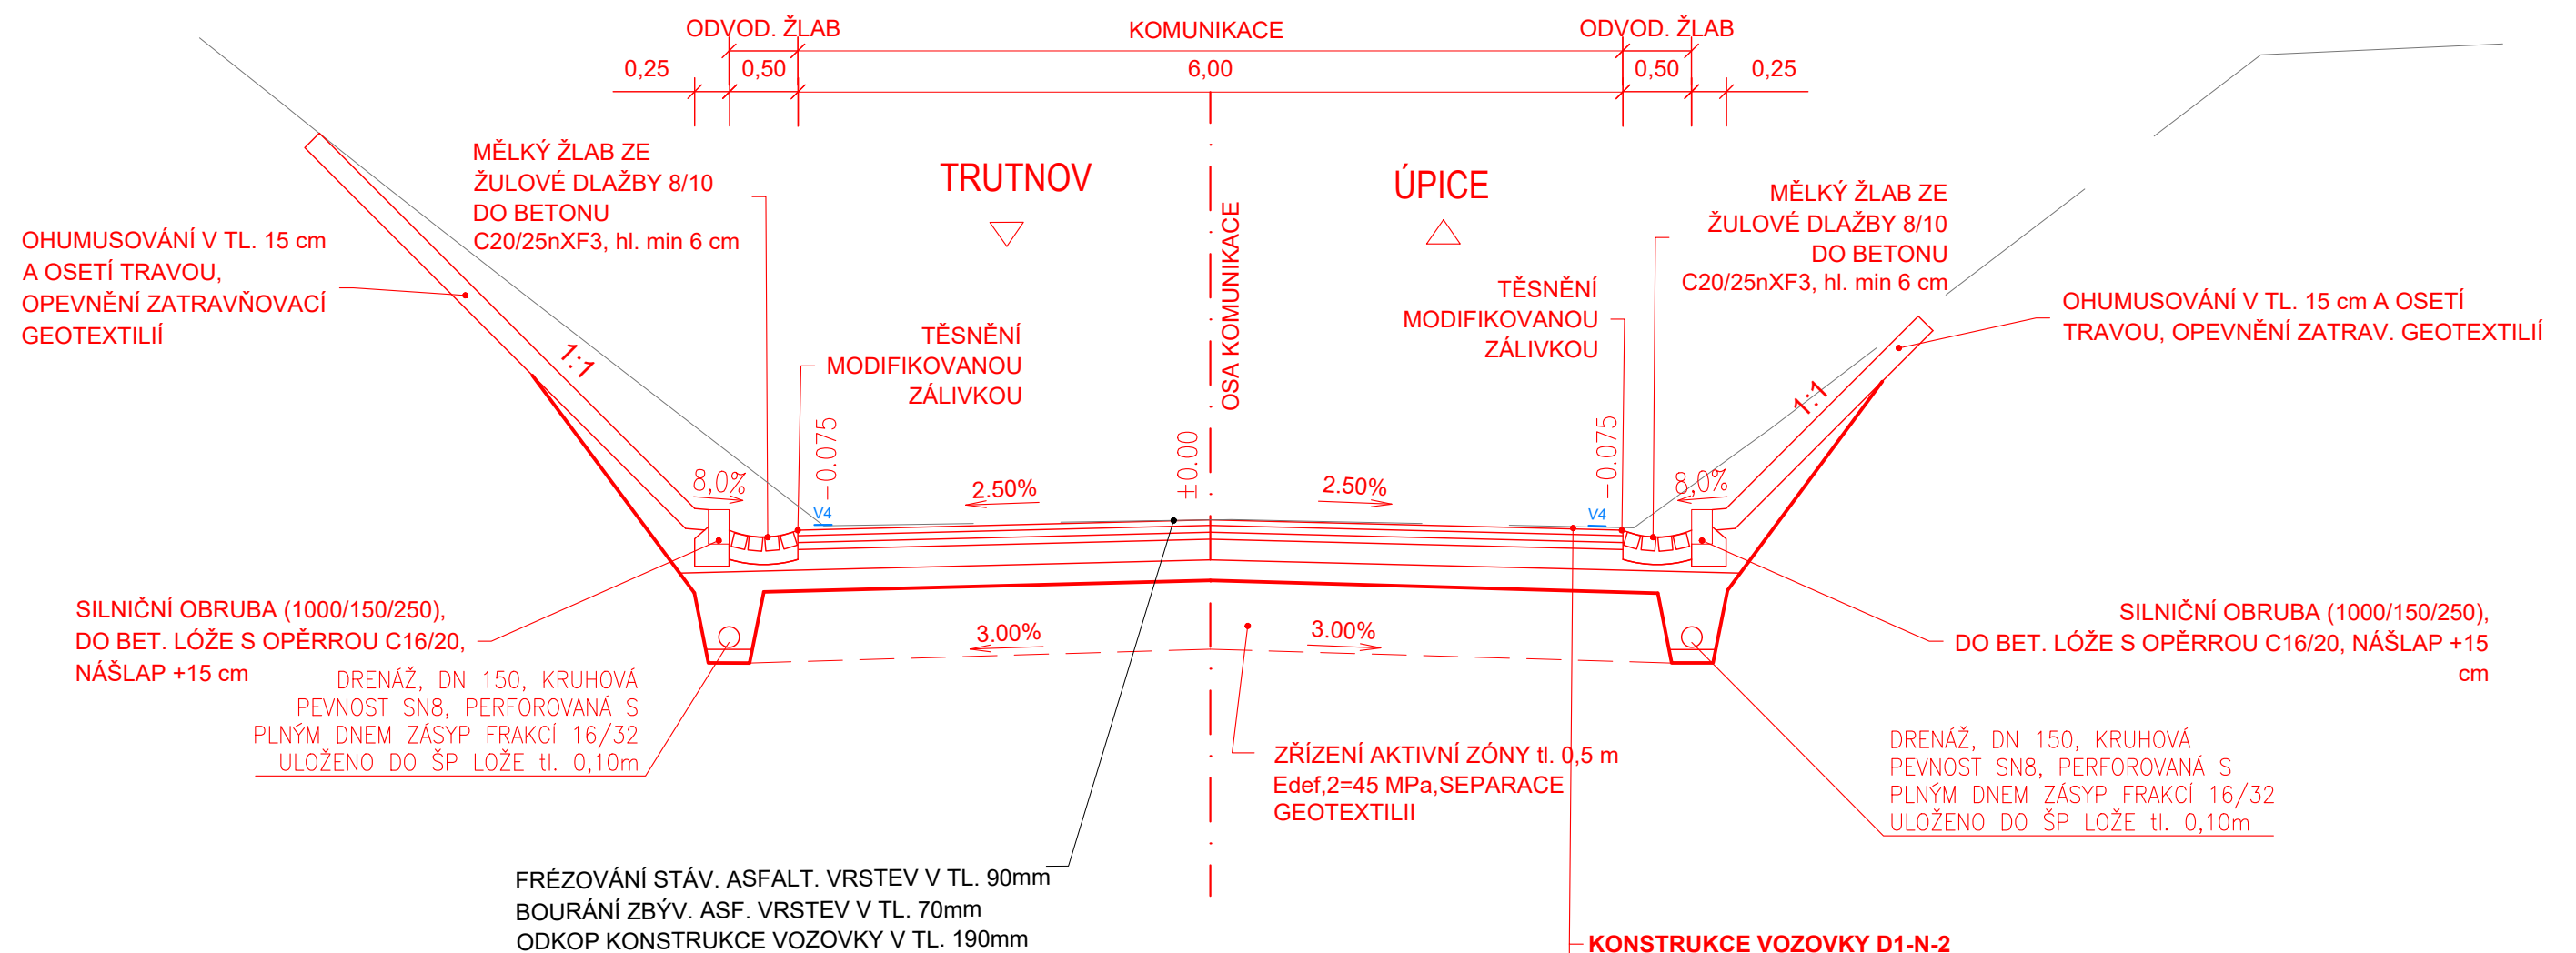 ODVOD. ŽLAB
KOMUNIKACE
ODVOD. ŽLAB
0,25
0,50
6,00
0,50
0,25
MĚLKÝ ŽLAB ZE
ŽULOVÉ DLAŽBY 8/10
DO BETONU
C20/25nXF3, hl. min 6 cm
TRUTNOV
ÚPICE
MĚLKÝ ŽLAB ZE
ŽULOVÉ DLAŽBY 8/10
DO BETONU
C20/25nXF3, hl. min 6 cm
OHUMUSOVÁNÍ V TL. 15 cm
A OSETÍ TRAVOU,
OPEVNĚNÍ ZATRAVŇOVACÍ
GEOTEXTILIÍ
OSA KOMUNIKACE
OHUMUSOVÁNÍ V TL. 15 cm A OSETÍ
TRAVOU, OPEVNĚNÍ ZATRAV. GEOTEXTILIÍ
TĚSNĚNÍ
MODIFIKOVANOU
ZÁLIVKOU
TĚSNĚNÍ
MODIFIKOVANOU
ZÁLIVKOU
1:1
1:1
-0.075
±0.00
-0.075
8,0%
2.50%
2.50%
8,0%
V4
V4
SILNIČNÍ OBRUBA (1000/150/250),
DO BET. LÓŽE S OPĚRROU C16/20,
NÁŠLAP +15 cm
3.00%
3.00%
SILNIČNÍ OBRUBA (1000/150/250),
DO BET. LÓŽE S OPĚRROU C16/20, NÁŠLAP +15
cm
DRENÁŽ, DN 150, KRUHOVÁ
PEVNOST SN8, PERFOROVANÁ S
PLNÝM DNEM ZÁSYP FRAKCÍ 16/32
ULOŽENO DO ŠP LOŽE tl. 0,10m
ZŘÍZENÍ AKTIVNÍ ZÓNY tl. 0,5 m
Edef,2=45 MPa,SEPARACE
GEOTEXTILII
DRENÁŽ, DN 150, KRUHOVÁ
PEVNOST SN8, PERFOROVANÁ S
PLNÝM DNEM ZÁSYP FRAKCÍ 16/32
ULOŽENO DO ŠP LOŽE tl. 0,10m
FRÉZOVÁNÍ STÁV. ASFALT. VRSTEV V TL. 90mm
BOURÁNÍ ZBÝV. ASF. VRSTEV V TL. 70mm
ODKOP KONSTRUKCE VOZOVKY V TL. 190mm
KONSTRUKCE VOZOVKY D1-N-2